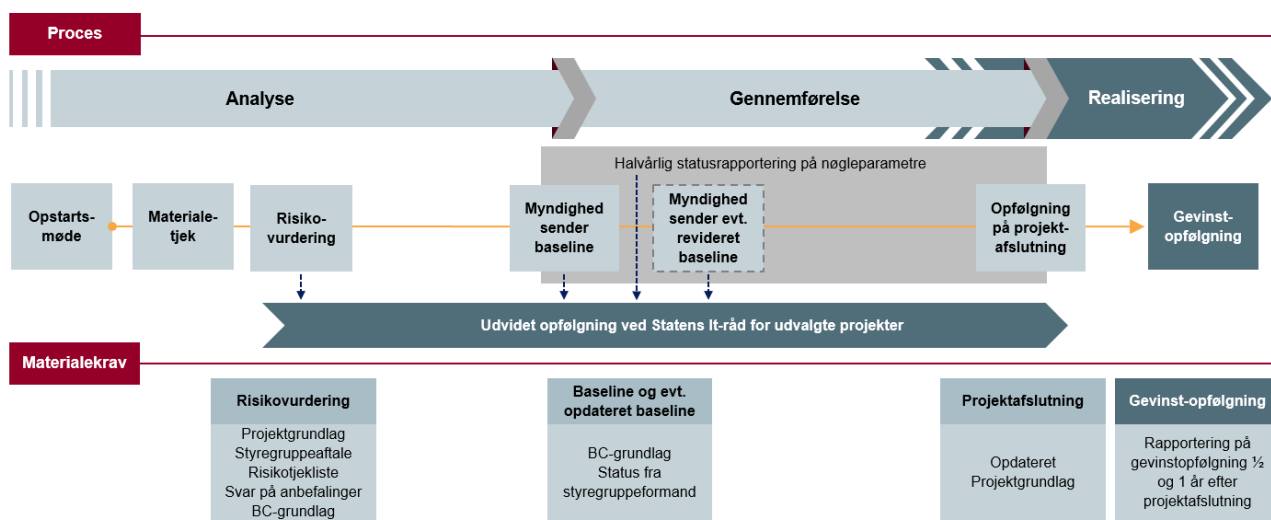 Proces
Analyse
Gennemførelse
Realisering
Halvårlig statusrapportering på nøgleparametre
Opstarts-
møde
Materiale-
tjek
Risiko-
vurdering
Myndighed
sender
baseline
Myndighed
sender evt.
revideret
baseline
Opfølgning
på projekt-
afslutning
Gevinst-
opfølgning
Udvidet opfølgning ved Statens It-råd for udvalgte projekter
Materialekrav
Risikovurdering
Projektgrundlag
Styregruppeaftale
Risikotjekliste
Svar på anbefalinger
BC-grundlag
Baseline og evt.
opdateret baseline
BC-grundlag
Status fra
styregruppeformand
Projektafslutning
Opdateret
Projektgrundlag
Gevinst-opfølgning
Rapportering på
gevinstopfølgning ½
og 1 år efter
projektafslutning